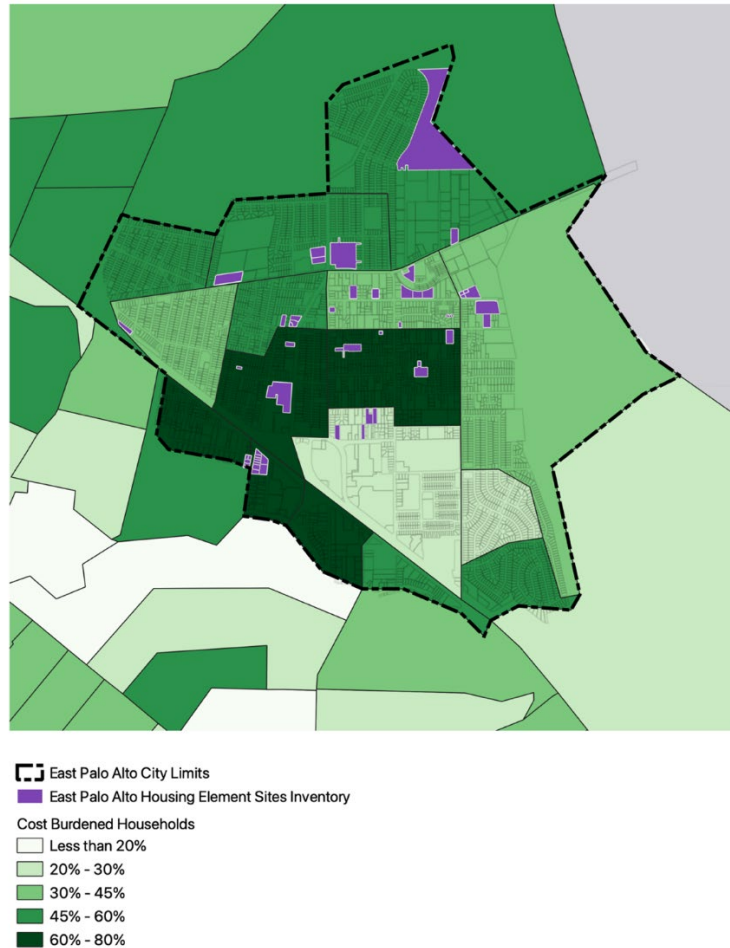 East Palo Alto City Limits
East Palo Alto Housing Element Sites Inventory
Cost Burdened Households
Less than 20%
20% - 30%
30% - 45%
45% - 60%
60% - 80%